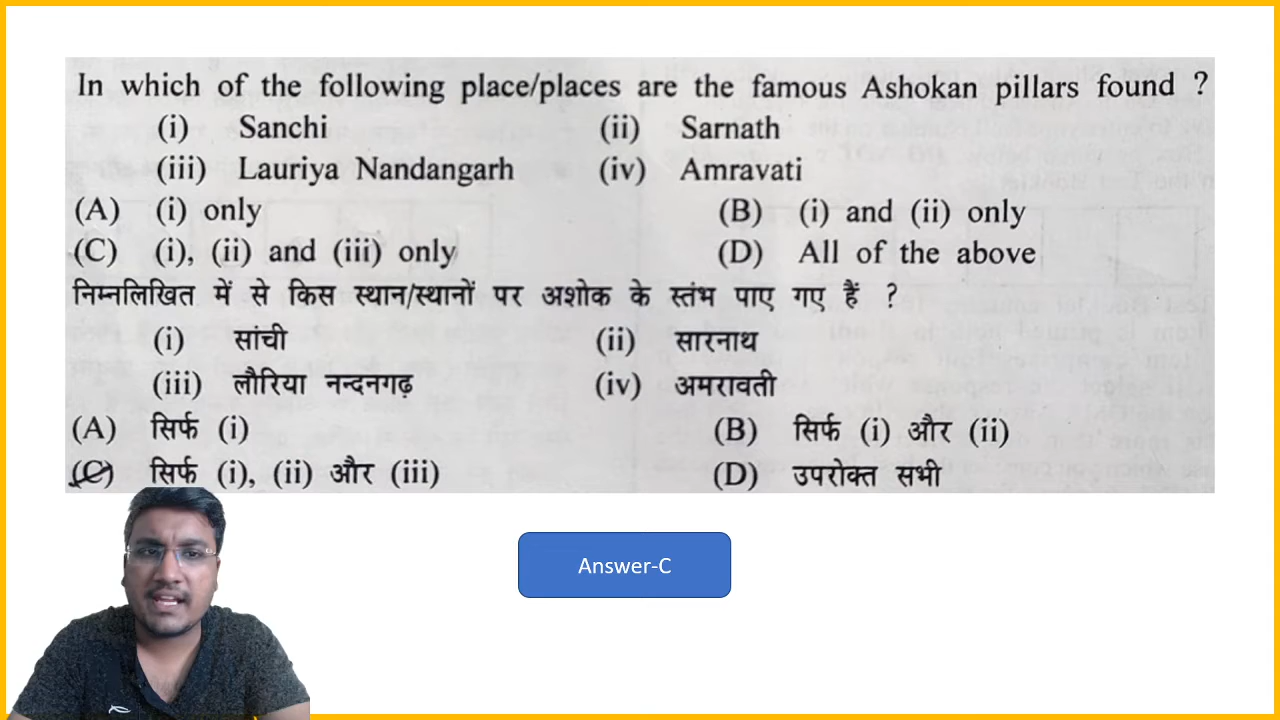 In which of the following place/places are the famous Ashokan pillars found ?
(i) Sanchi (ii) Sarnath
(iii) Lauriya Nandangarh (iv) Amravati
(A) (i) only (B) (i) and (ii) only
(C) (i), (ii) and (iii) only (D) All of the above
निम्नलिखित में से किस स्थान/स्थानों पर अशोक के स्तंभ पाए गए हैं ?
(i) सांची (ii) सारनाथ
(iii) लौरिया नन्दनगढ़ (iv) अमरावती
(A) सिर्फ (i) (B) सिर्फ (i) और (ii)
(C) सिर्फ (i), (ii) और (iii) (D) उपरोक्त सभी
Answer-C